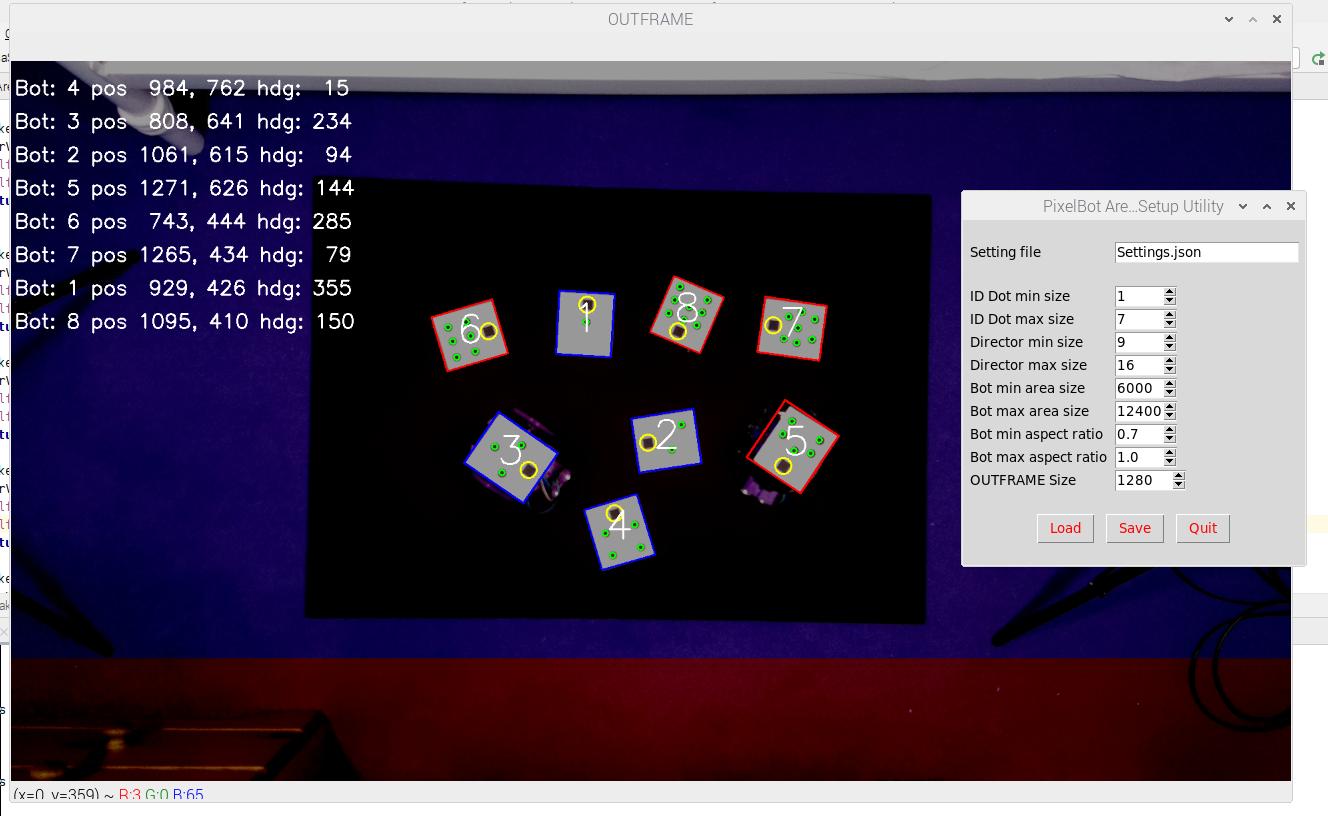 OUTFRAME
Bot: 4 pos 984, 762 hdg: 15
Bot: 3 pos 808, 641 hdg: 234
Bot: 2 pos 1061, 615 hdg: 94
Bot: 5 pos 1271, 626 hdg: 144
Bot: 6 pos 743, 444 hdg: 285
Bot: 7 pos 1265, 434 hdg: 79
Bot: 1 pos 929, 426 hdg: 355
Bot: 8 pos 1095, 410 hdg: 150
6
1
8
7
3
2
5
4
PixelBot Are...Setup Utility
Setting file Settings.json
ID Dot min size 1
ID Dot max size 7
Director min size 9
Director max size 16
Bot min area size 6000
Bot max area size 12400
Bot min aspect ratio 0.7
Bot max aspect ratio 1.0
OUTFRAME Size 1280
Load Save Quit
(x=0, y=359) ~ R:3 G:0 B:65